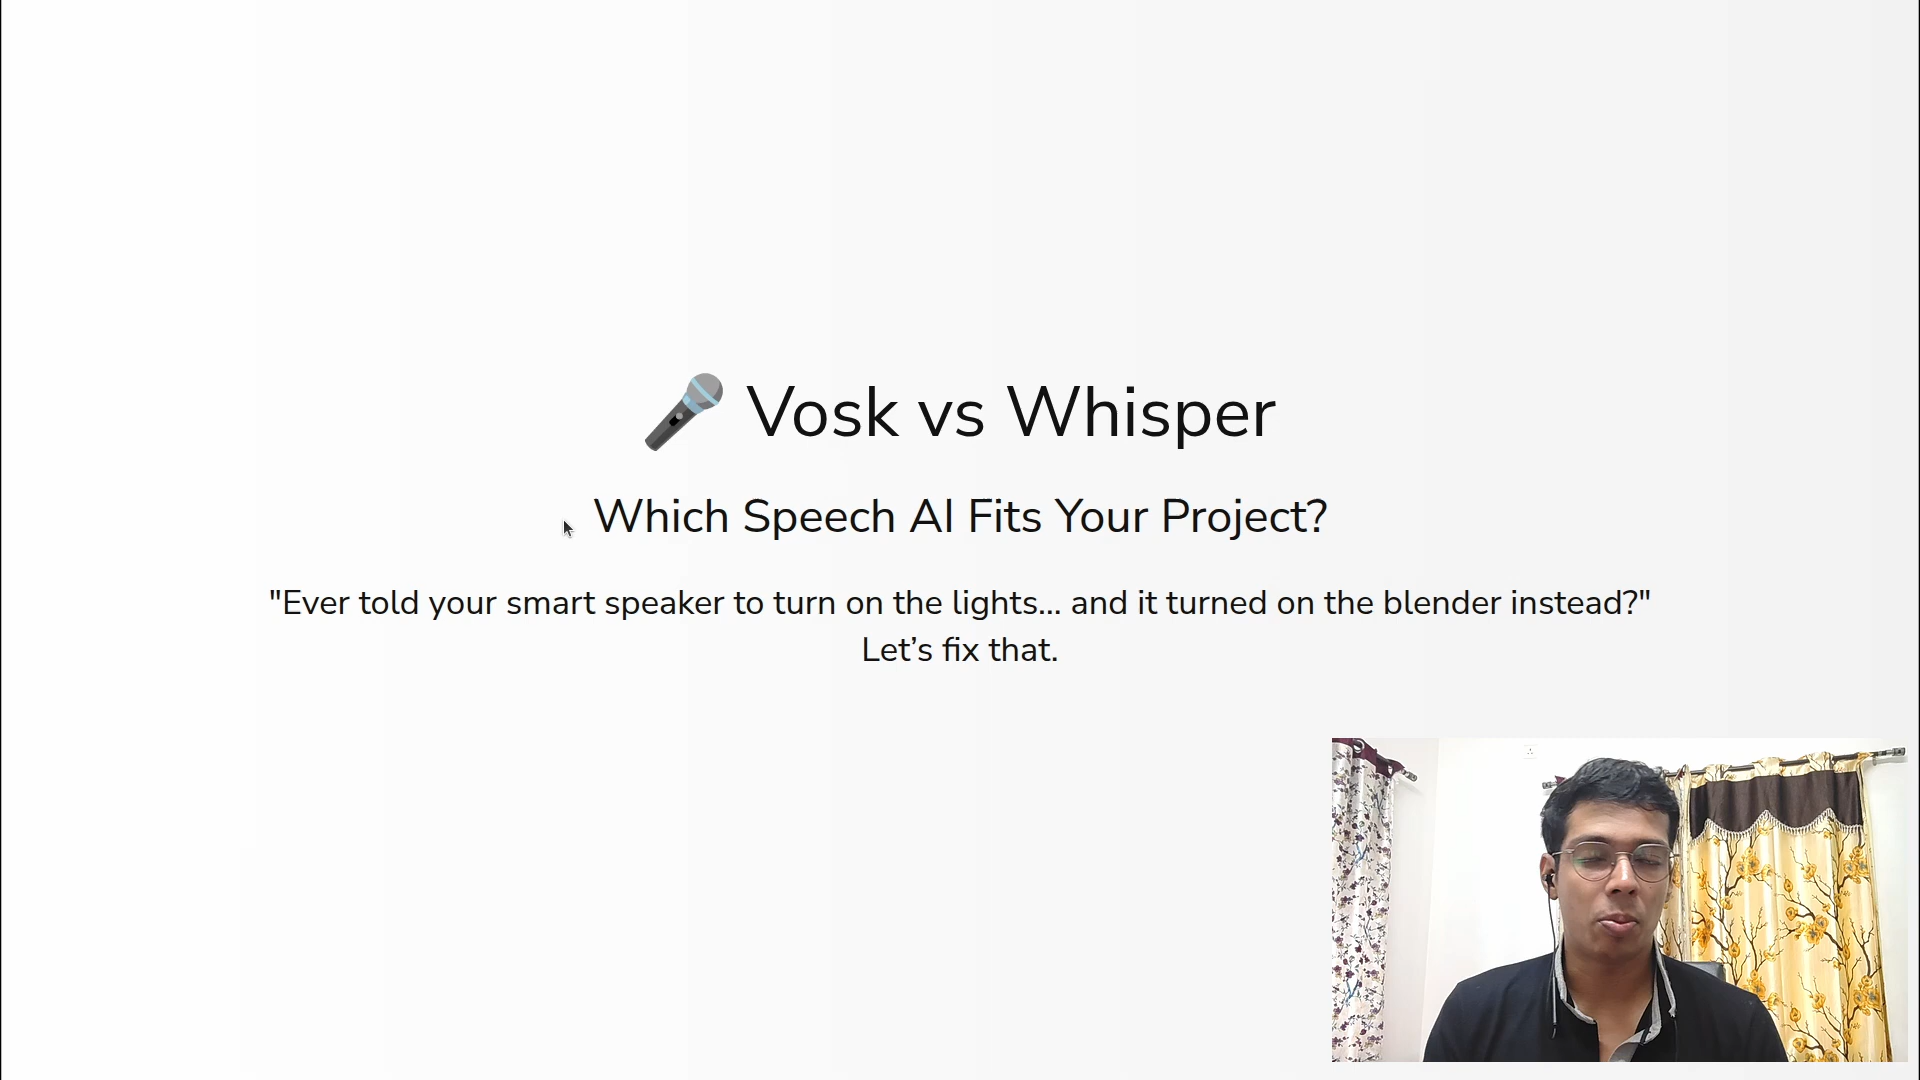 🎤 Vosk vs Whisper
Which Speech AI Fits Your Project?
"Ever told your smart speaker to turn on the lights... and it turned on the blender instead?"
Let’s fix that.